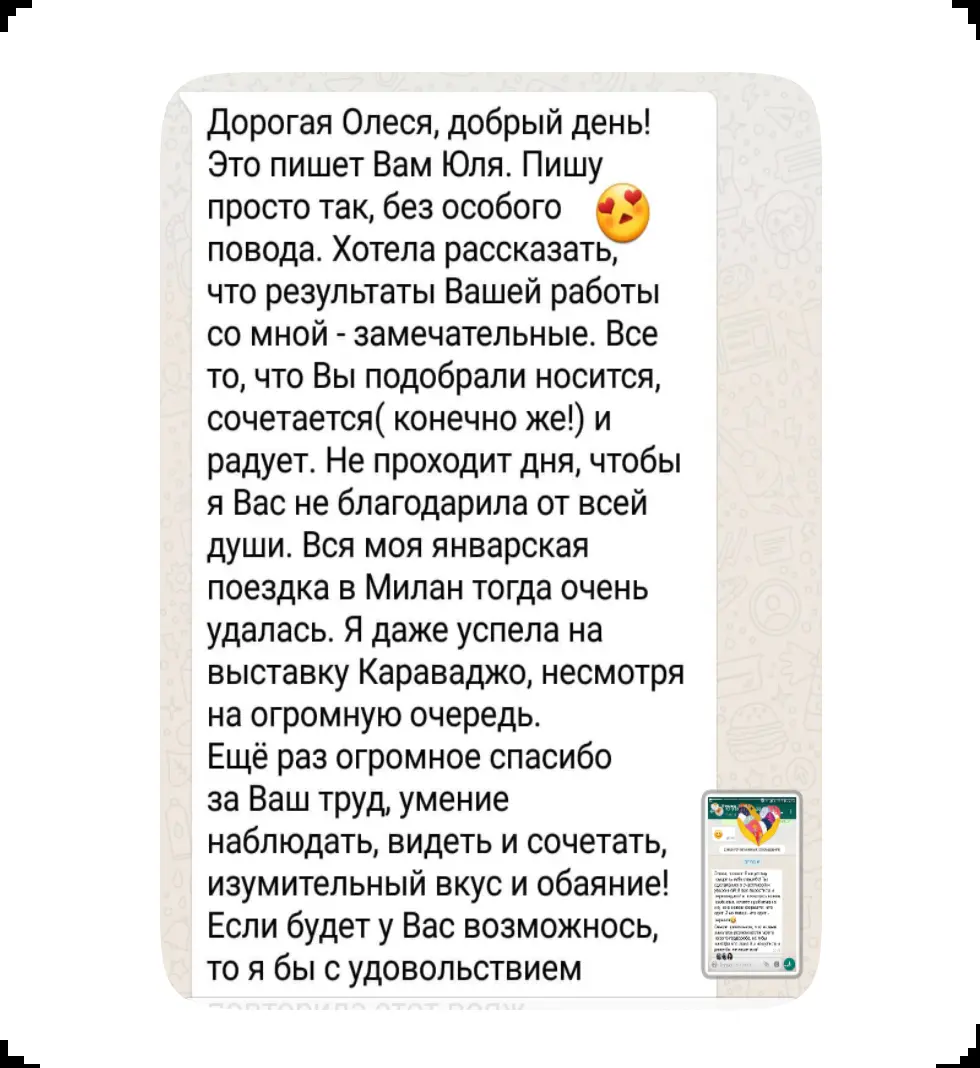 Дорогая Олеся, добрый день!
Это пишет Вам Юля. Пишу
просто так, без особого
повода. Хотела рассказать,
что результаты Вашей работы
со мной - замечательные. Все
то, что Вы подобрали носится,
сочетается( конечно же!) и
радует. Не проходит дня, чтобы
я Вас не благодарила от всей
души. Вся моя январская
поездка в Милан тогда очень
удалась. Я даже успела на
выставку Караваджо, несмотря
на огромную очередь.
Ещё раз огромное спасибо
за Ваш труд, умение
наблюдать, видеть и сочетать,
изумительный вкус и обаяние!
Если будет у Вас возможнось,
то я бы с удовольствием
повторила этот вояж